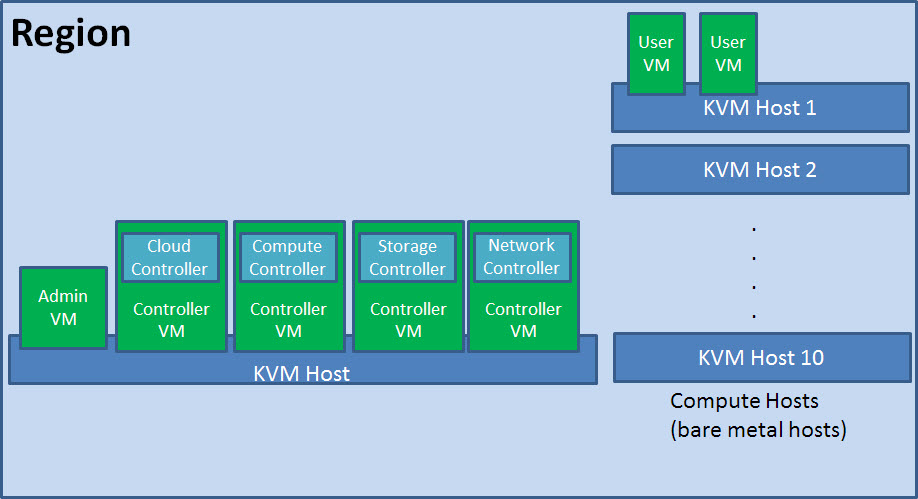 Region
User
VM
User
VM
KVM Host 1
KVM Host 2
.
.
.
.
KVM Host 10
Compute Hosts
(bare metal hosts)
Admin
VM
Cloud
Controller
Controller
VM
Compute
Controller
Controller
VM
Storage
Controller
Controller
VM
Network
Controller
Controller
VM
KVM Host